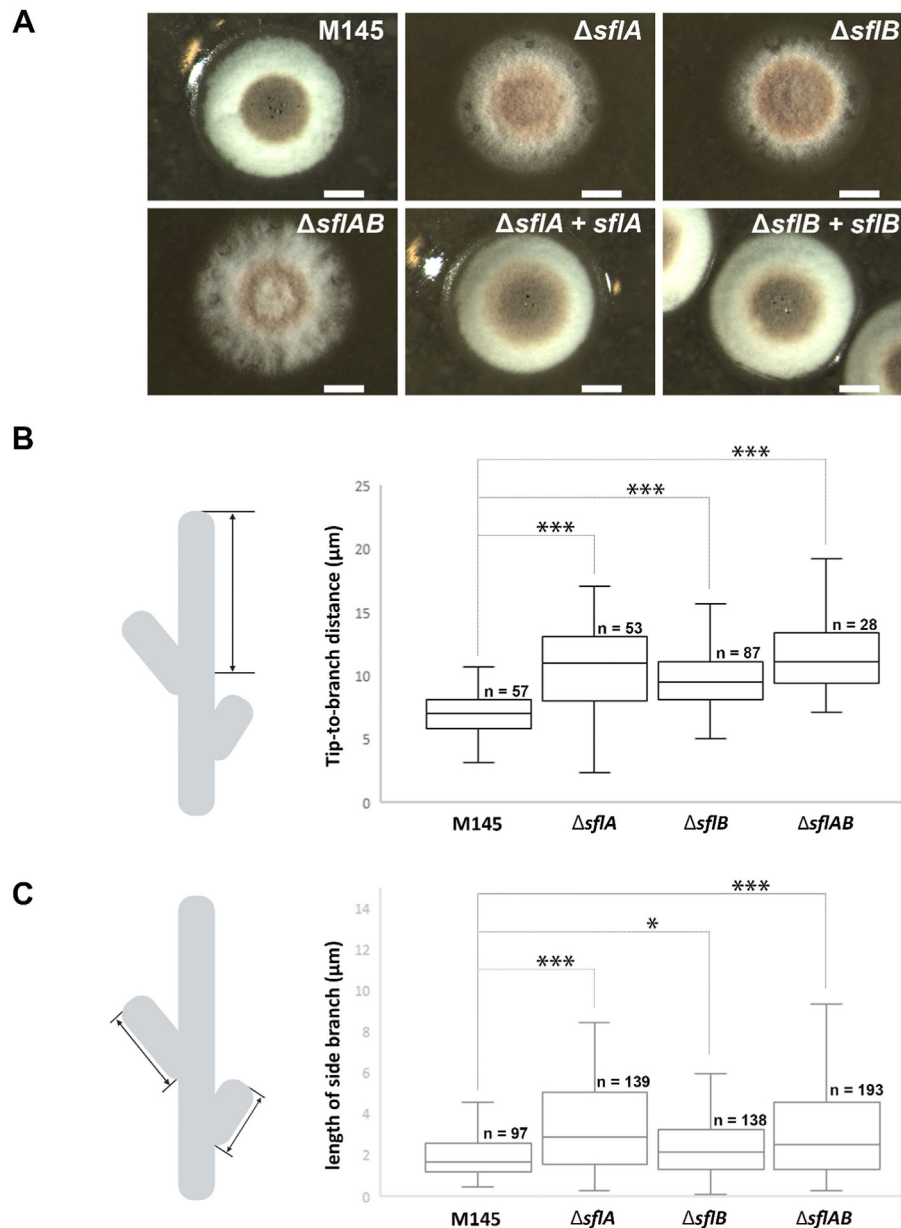 A
M145
ΔsflA
ΔsflB
ΔsflAB
ΔsflA + sflA
ΔsflB + sflB
B
Tip-to-branch distance (µm)
25
20
15
10
5
0
***
***
***
n = 57
n = 53
n = 87
n = 28
M145
ΔsflA
ΔsflB
ΔsflAB
C
length of side branch (µm)
14
12
10
8
6
4
2
0
***
*
***
n = 97
n = 139
n = 138
n = 193
M145
ΔsflA
ΔsflB
ΔsflAB